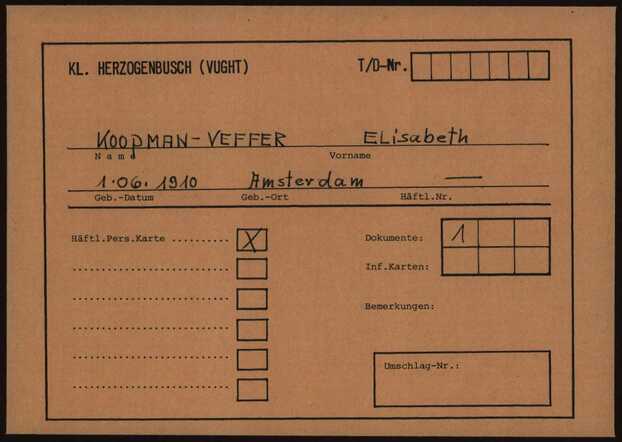 KL. HERZOGENBUSCH (VUGHT) T/D-Nr.
KOOPMAN-VEFFER ELisabeth
Name Vorname
1.06.1910 Amsterdam —
Geb.-Datum Geb.-Ort Häftl.Nr.
Häftl.Pers.Karte ......... X Dokumente: 1
Inf.Karten:
Bemerkungen:
Umschlag-Nr.: